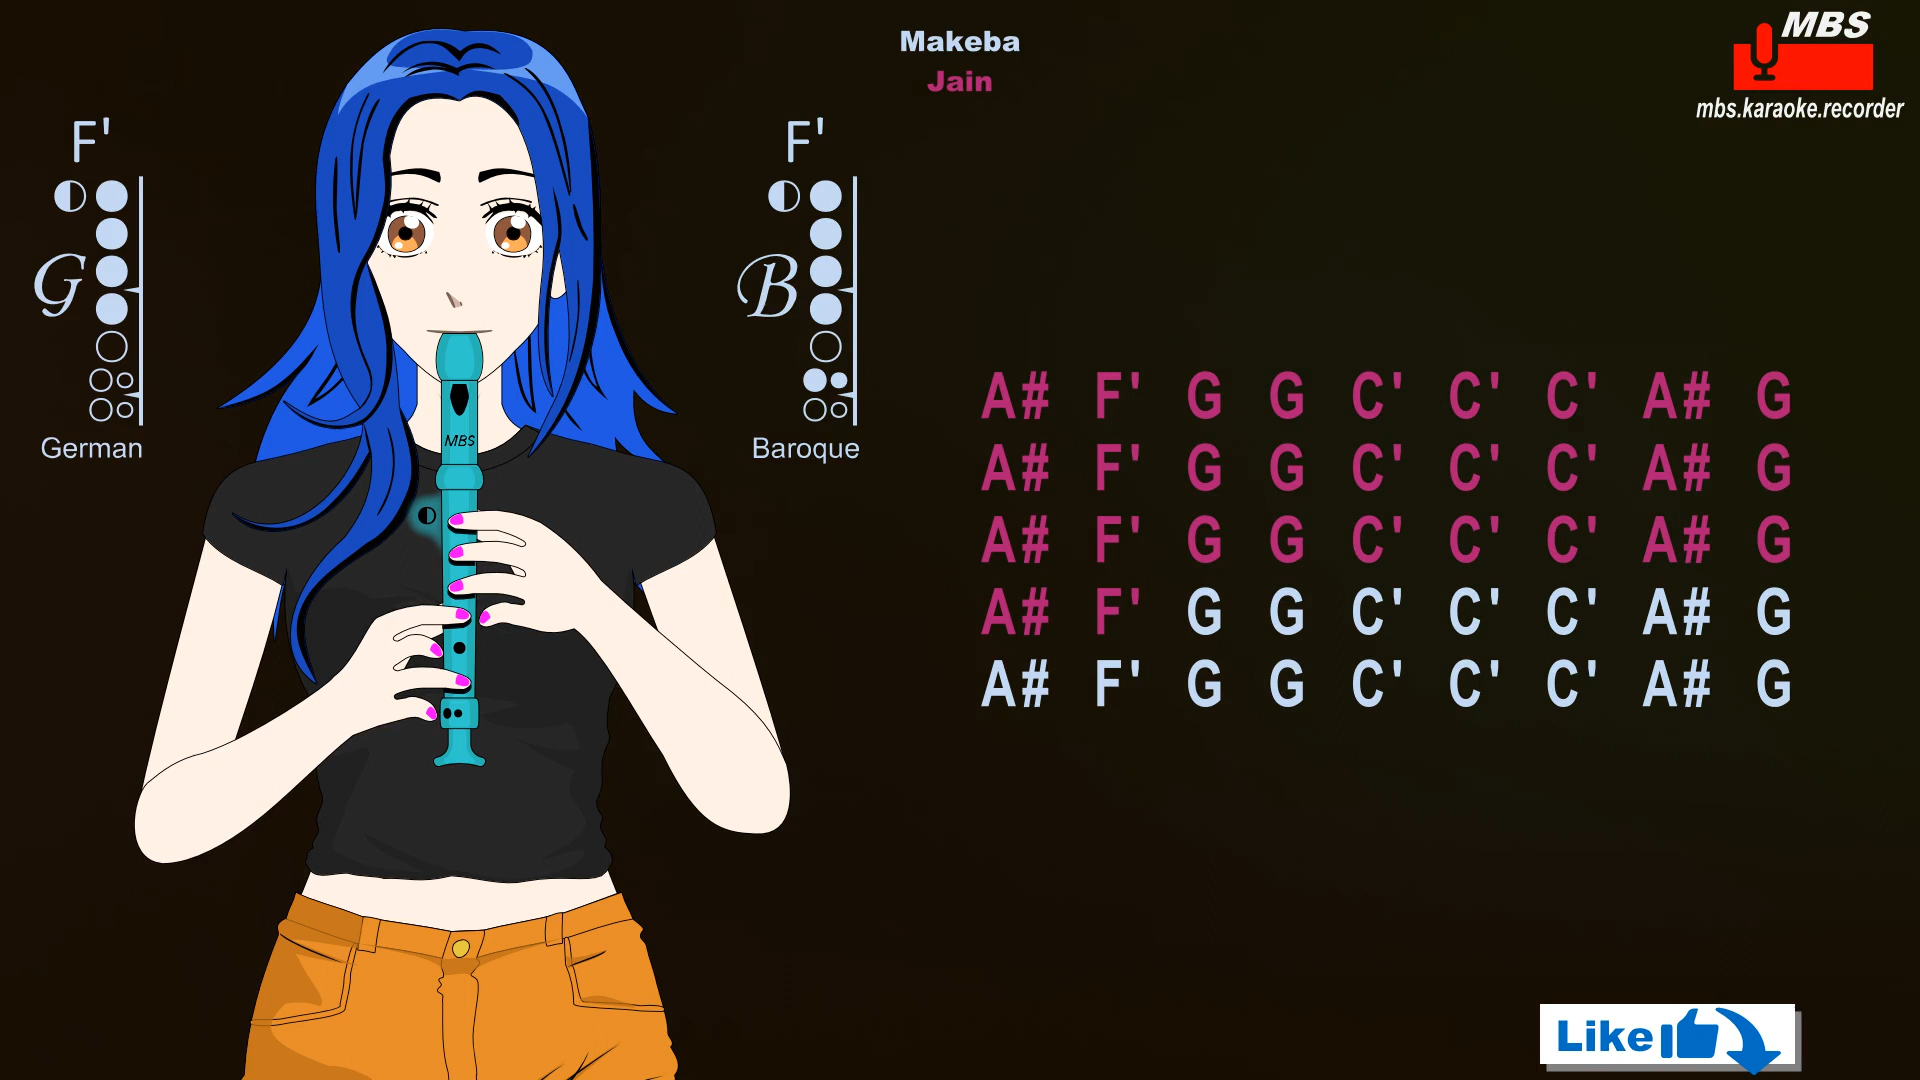 Makeba
Jain
MBS
mbs.karaoke.recorder
F'
G
German
F'
B
Baroque
MBS
A# F' G G C' C' C' A# G
A# F' G G C' C' C' A# G
A# F' G G C' C' C' A# G
A# F' G G C' C' C' A# G
A# F' G G C' C' C' A# G
Like